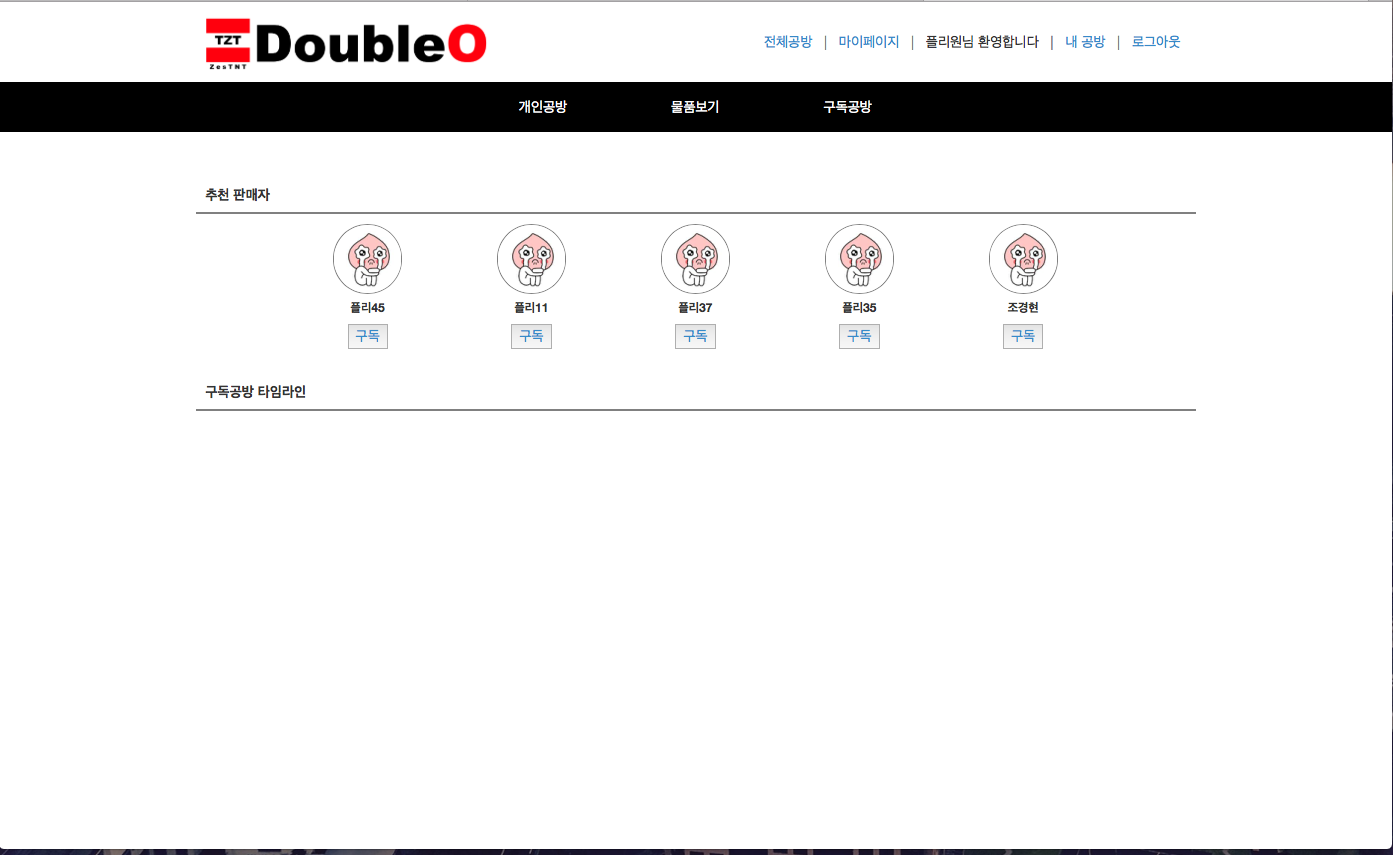 TZT
ZesTNT
DoubleO
전체공방 | 마이페이지 | 플리원님 환영합니다 | 내 공방 | 로그아웃
개인공방 물품보기 구독공방
추천 판매자
플리45 플리11 플리37 플리35 조경현
구독 구독 구독 구독 구독
구독공방 타임라인